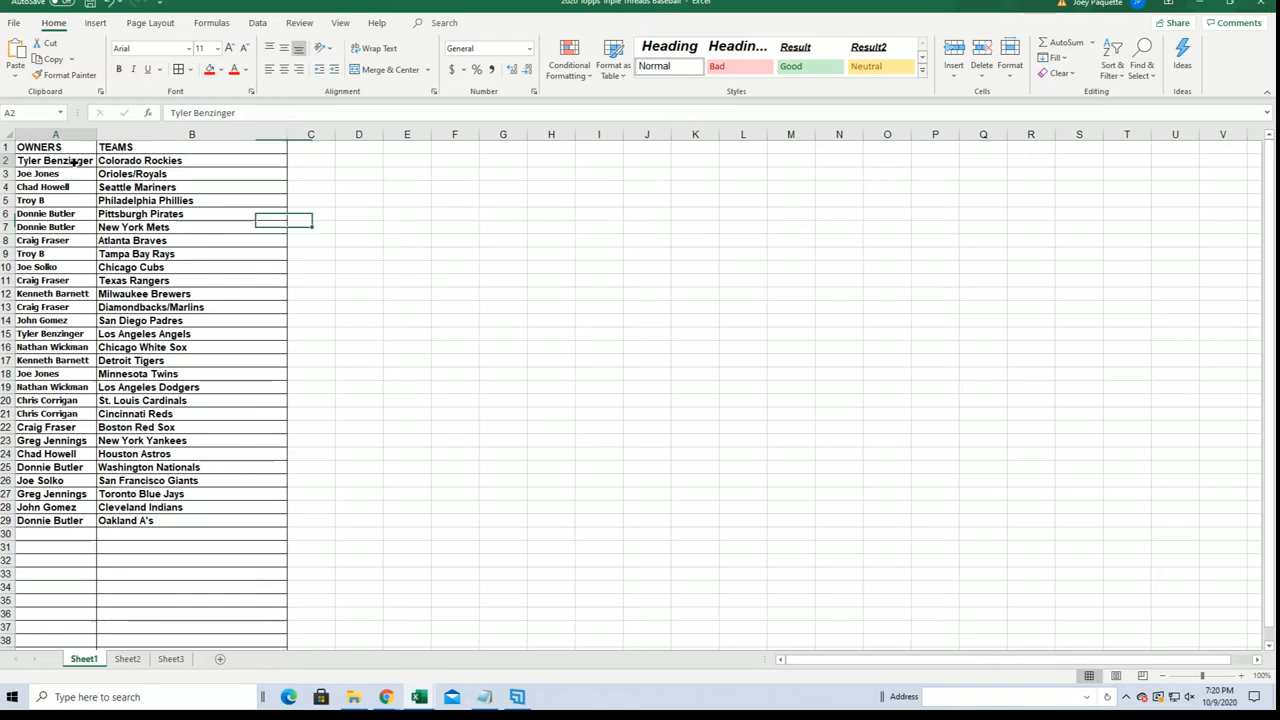 AutoSave Off 2020 Topps Triple Threads Baseball - Excel Joey Paquette
File Home Insert Page Layout Formulas Data Review View Help Search Share Comments
Paste Cut Copy Format Painter Clipboard
Arial 11 A A B I U A Font
Wrap Text Merge & Center Alignment
General $ % , Number
Conditional Formatting Format as Table
Heading Headin... Result Result2
Normal Bad Good Neutral
Styles
Insert Delete Format Cells
AutoSum Fill Clear Sort & Filter Find & Select Editing
Ideas Ideas
A2 fx Tyler Benzinger
A B C D E F G H I J K L M N O P Q R S T U V
1 OWNERS TEAMS
2 Tyler Benzinger Colorado Rockies
3 Joe Jones Orioles/Royals
4 Chad Howell Seattle Mariners
5 Troy B Philadelphia Phillies
6 Donnie Butler Pittsburgh Pirates
7 Donnie Butler New York Mets
8 Craig Fraser Atlanta Braves
9 Troy B Tampa Bay Rays
10 Joe Solko Chicago Cubs
11 Craig Fraser Texas Rangers
12 Kenneth Barnett Milwaukee Brewers
13 Craig Fraser Diamondbacks/Marlins
14 John Gomez San Diego Padres
15 Tyler Benzinger Los Angeles Angels
16 Nathan Wickman Chicago White Sox
17 Kenneth Barnett Detroit Tigers
18 Joe Jones Minnesota Twins
19 Nathan Wickman Los Angeles Dodgers
20 Chris Corrigan St. Louis Cardinals
21 Chris Corrigan Cincinnati Reds
22 Craig Fraser Boston Red Sox
23 Greg Jennings New York Yankees
24 Chad Howell Houston Astros
25 Donnie Butler Washington Nationals
26 Joe Solko San Francisco Giants
27 Greg Jennings Toronto Blue Jays
28 John Gomez Cleveland Indians
29 Donnie Butler Oakland A's
30
31
32
33
34
35
36
37
38
Sheet1 Sheet2 Sheet3
100%
Type here to search Address 7:20 PM
10/9/2020